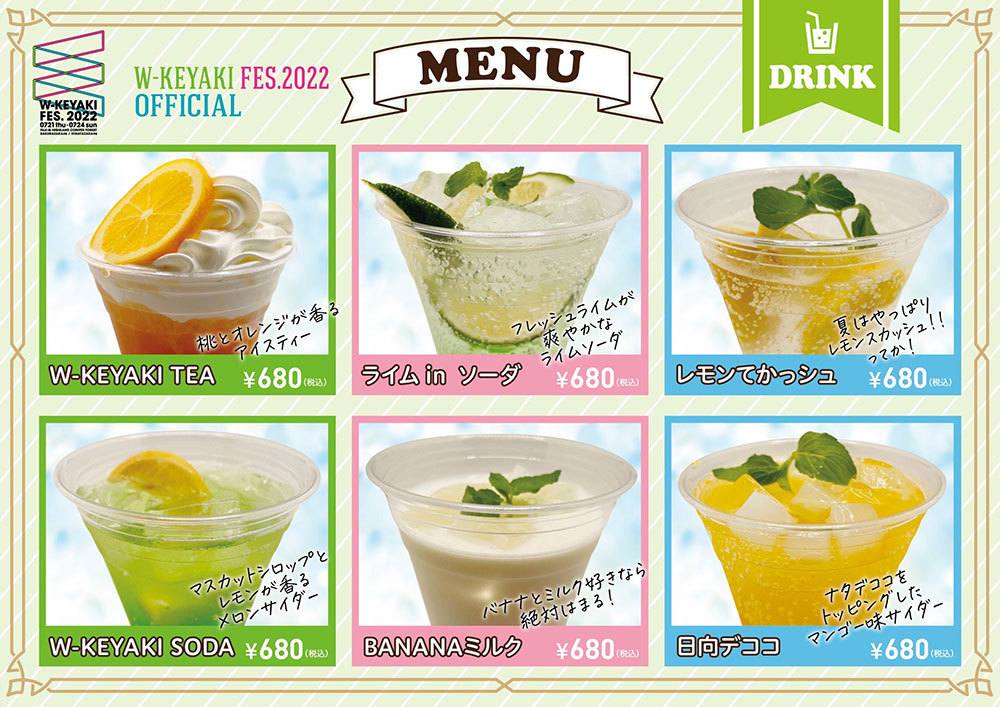 W-KEYAKI
FES. 2022
0721 thu - 0724 sun
FUJI-Q HIGHLAND CONIFER FOREST
SAKURAZAKA46 / HINATAZAKA46
W-KEYAKI FES.2022
OFFICIAL
MENU
DRINK
桃とオレンジが香る
アイスティー
W-KEYAKI TEA ¥680(税込)
フレッシュライムが
爽やかな
ライムソーダ
ライム in ソーダ ¥680(税込)
夏はやっぱり
レモンスカッシュ!!
ってか!
レモンてかっシュ ¥680(税込)
マスカットシロップと
レモンが香る
メロンサイダー
W-KEYAKI SODA ¥680(税込)
バナナとミルク好きなら
絶対はまる!
BANANAミルク ¥680(税込)
ナタデココを
トッピングした
マンゴー味サイダー
日向デココ ¥680(税込)